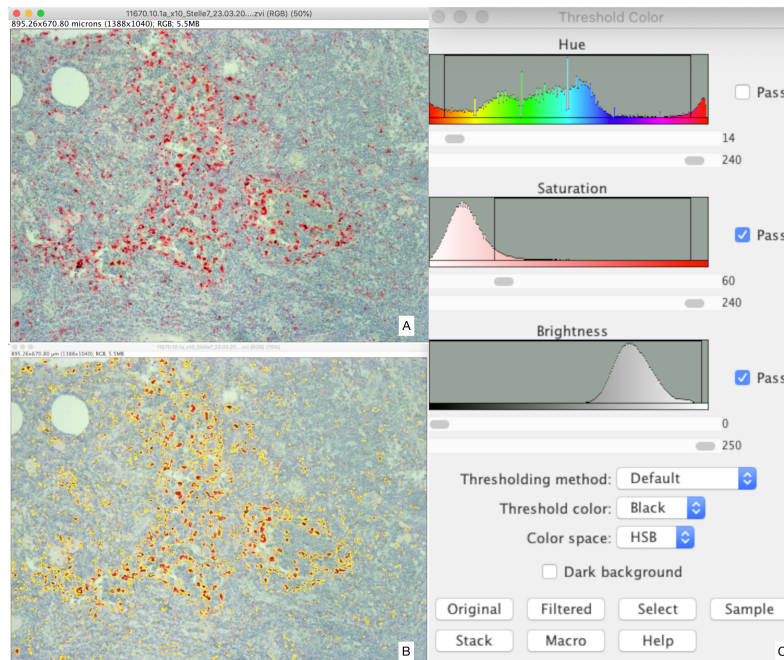 11670.10.1a_x10_Stelle7_23.03.20....zvi (RGB) (50%)
895.26x670.80 microns (1388x1040); RGB; 5.5MB
A
895.26x670.80 µm (1388x1040); RGB; 5.5MB
B
Threshold Color
Hue
Pass
14
240
Saturation
Pass
60
240
Brightness
Pass
0
250
Thresholding method: Default
Threshold color: Black
Color space: HSB
Dark background
Original Filtered Select Sample
Stack Macro Help